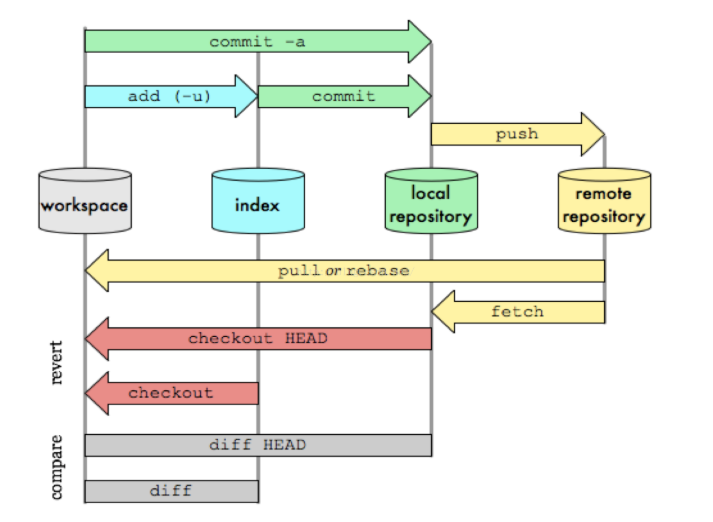 commit -a
add (-u)
commit
push
workspace
index
local
repository
remote
repository
pull or rebase
fetch
revert
checkout HEAD
checkout
compare
diff HEAD
diff